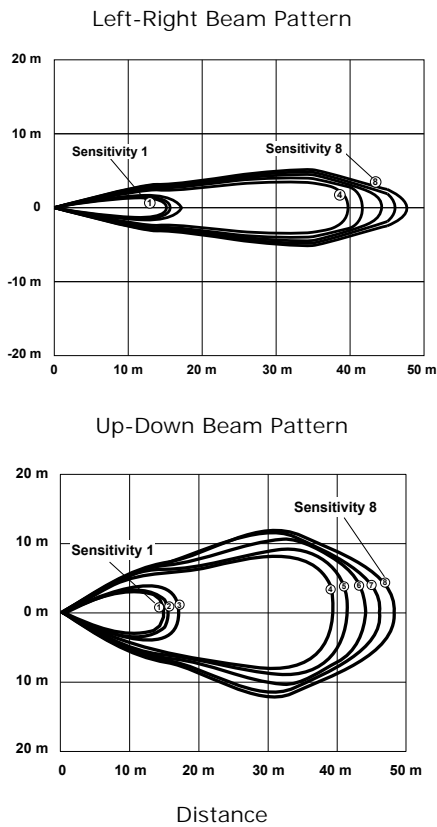 Left-Right Beam Pattern
20 m
10 m
Sensitivity 1
Sensitivity 8
8
4
1
0
-10 m
-20 m
0 10 m 20 m 30 m 40 m 50 m
Up-Down Beam Pattern
20 m
Sensitivity 8
10 m
Sensitivity 1
4 5 6 7 8
1 2 3
0 m
10 m
20 m
0 10 m 20 m 30 m 40 m 50 m
Distance